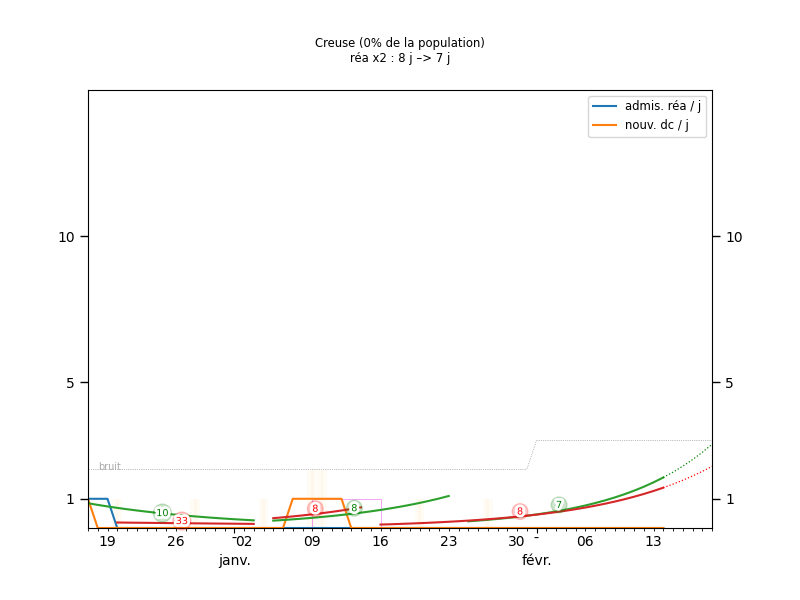 Creuse (0% de la population)
réa x2 : 8 j –> 7 j
admis. réa / j
nouv. dc / j
10 10
5 5
bruit
1 1
-10 -33 8 8 8 7
19 26 02 09 16 23 30 06 13
janv. févr.